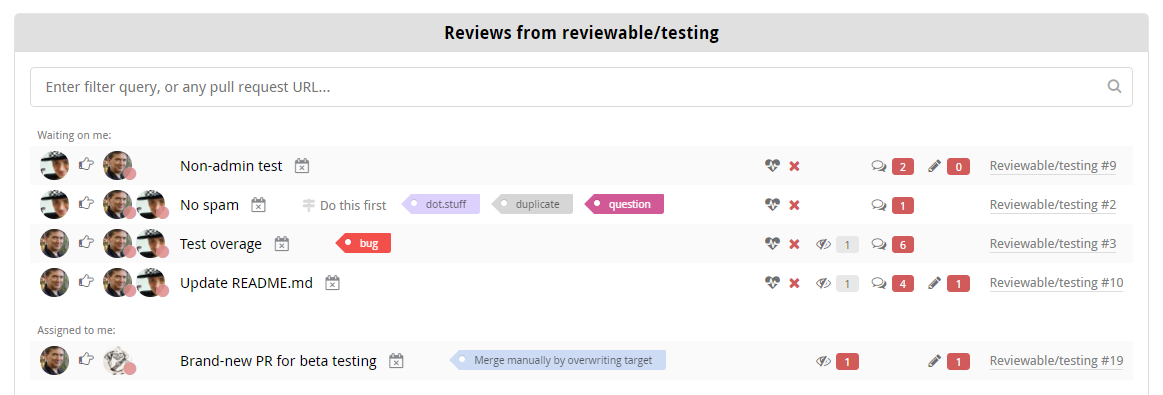 Reviews from reviewable/testing
Enter filter query, or any pull request URL...
Waiting on me:
Non-admin test 2 0 Reviewable/testing #9
No spam Do this first dot.stuff duplicate question 1 Reviewable/testing #2
Test overage bug 1 6 Reviewable/testing #3
Update README.md 1 4 1 Reviewable/testing #10
Assigned to me:
Brand-new PR for beta testing Merge manually by overwriting target 1 1 Reviewable/testing #19